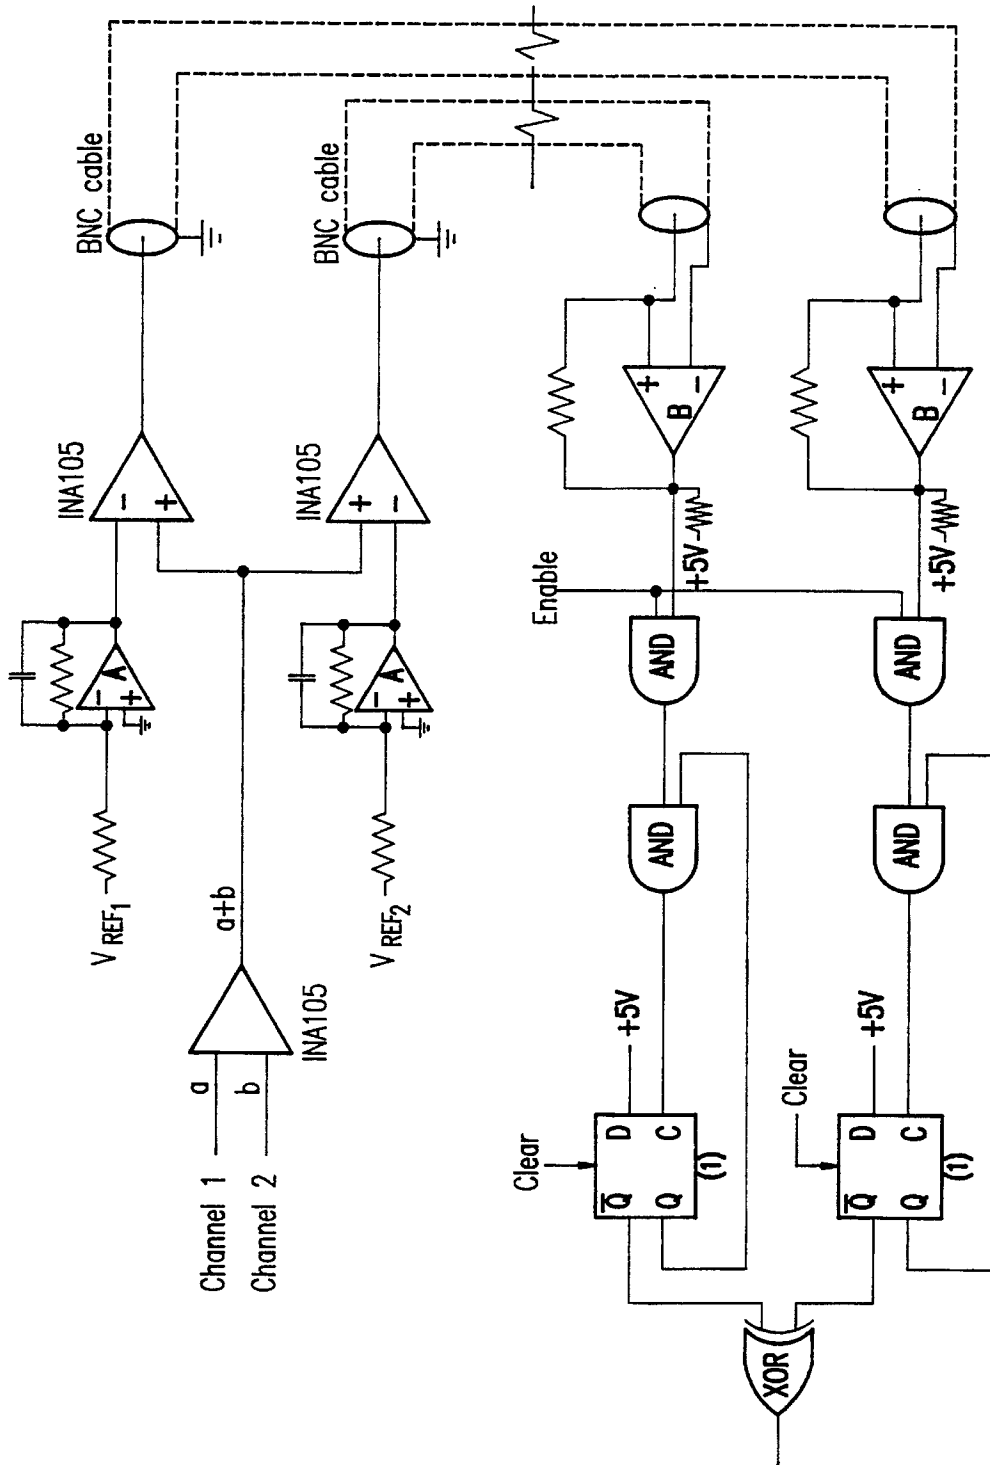 Channel 1
Channel 2
a
b
INA105
a+b
V REF1
V REF2
−
+
A
−
+
A
−
+
INA105
+
−
INA105
BNC cable
BNC cable
+
−
B
+5V
+
−
B
+5V
Enable
AND
AND
AND
AND
+5V
Clear
D
C
Q̅
Q
(1)
+5V
Clear
D
C
Q̅
Q
(1)
XOR